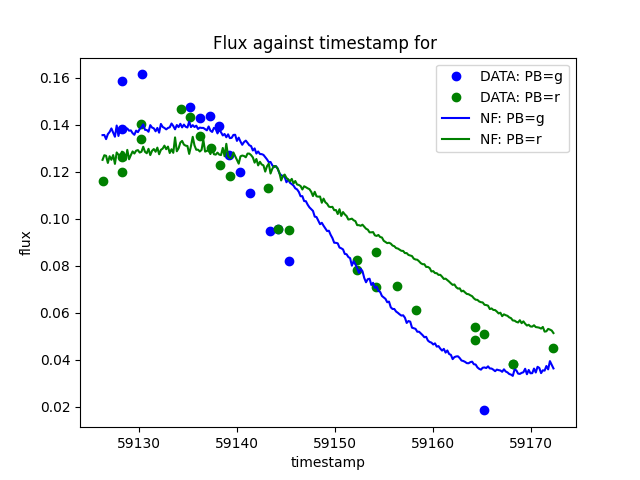 Flux against timestamp for
flux
0.16
0.14
0.12
0.10
0.08
0.06
0.04
0.02
DATA: PB=g
DATA: PB=r
NF: PB=g
NF: PB=r
59130
59140
59150
59160
59170
timestamp